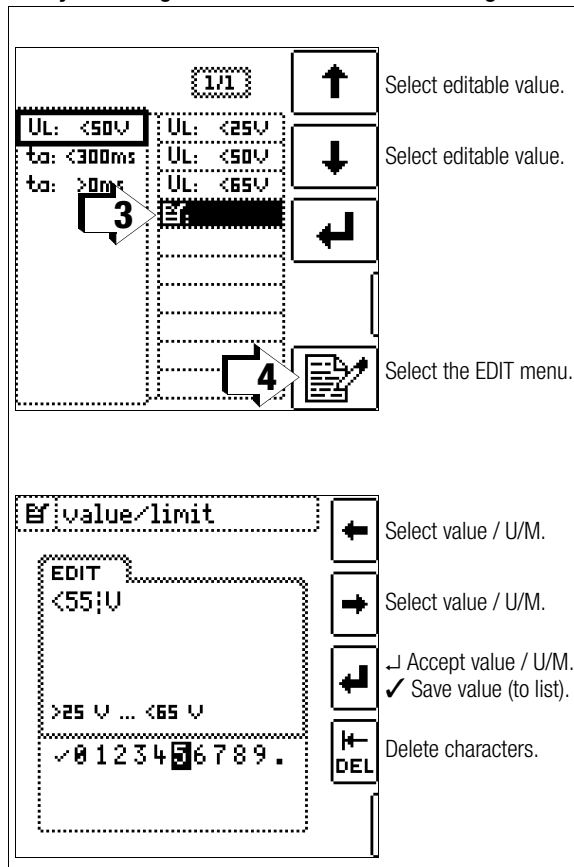 1/1
Select editable value.
UL: <50V UL: <25V
ta: <300ms UL: <50V
Select editable value.
ta: >0ms UL: <65V
3
4
Select the EDIT menu.
value/limit
Select value / U/M.
EDIT
<55¦V
Select value / U/M.
↵ Accept value / U/M.
✓ Save value (to list).
>25 V ... <65 V
✓0123456789.
DEL
Delete characters.